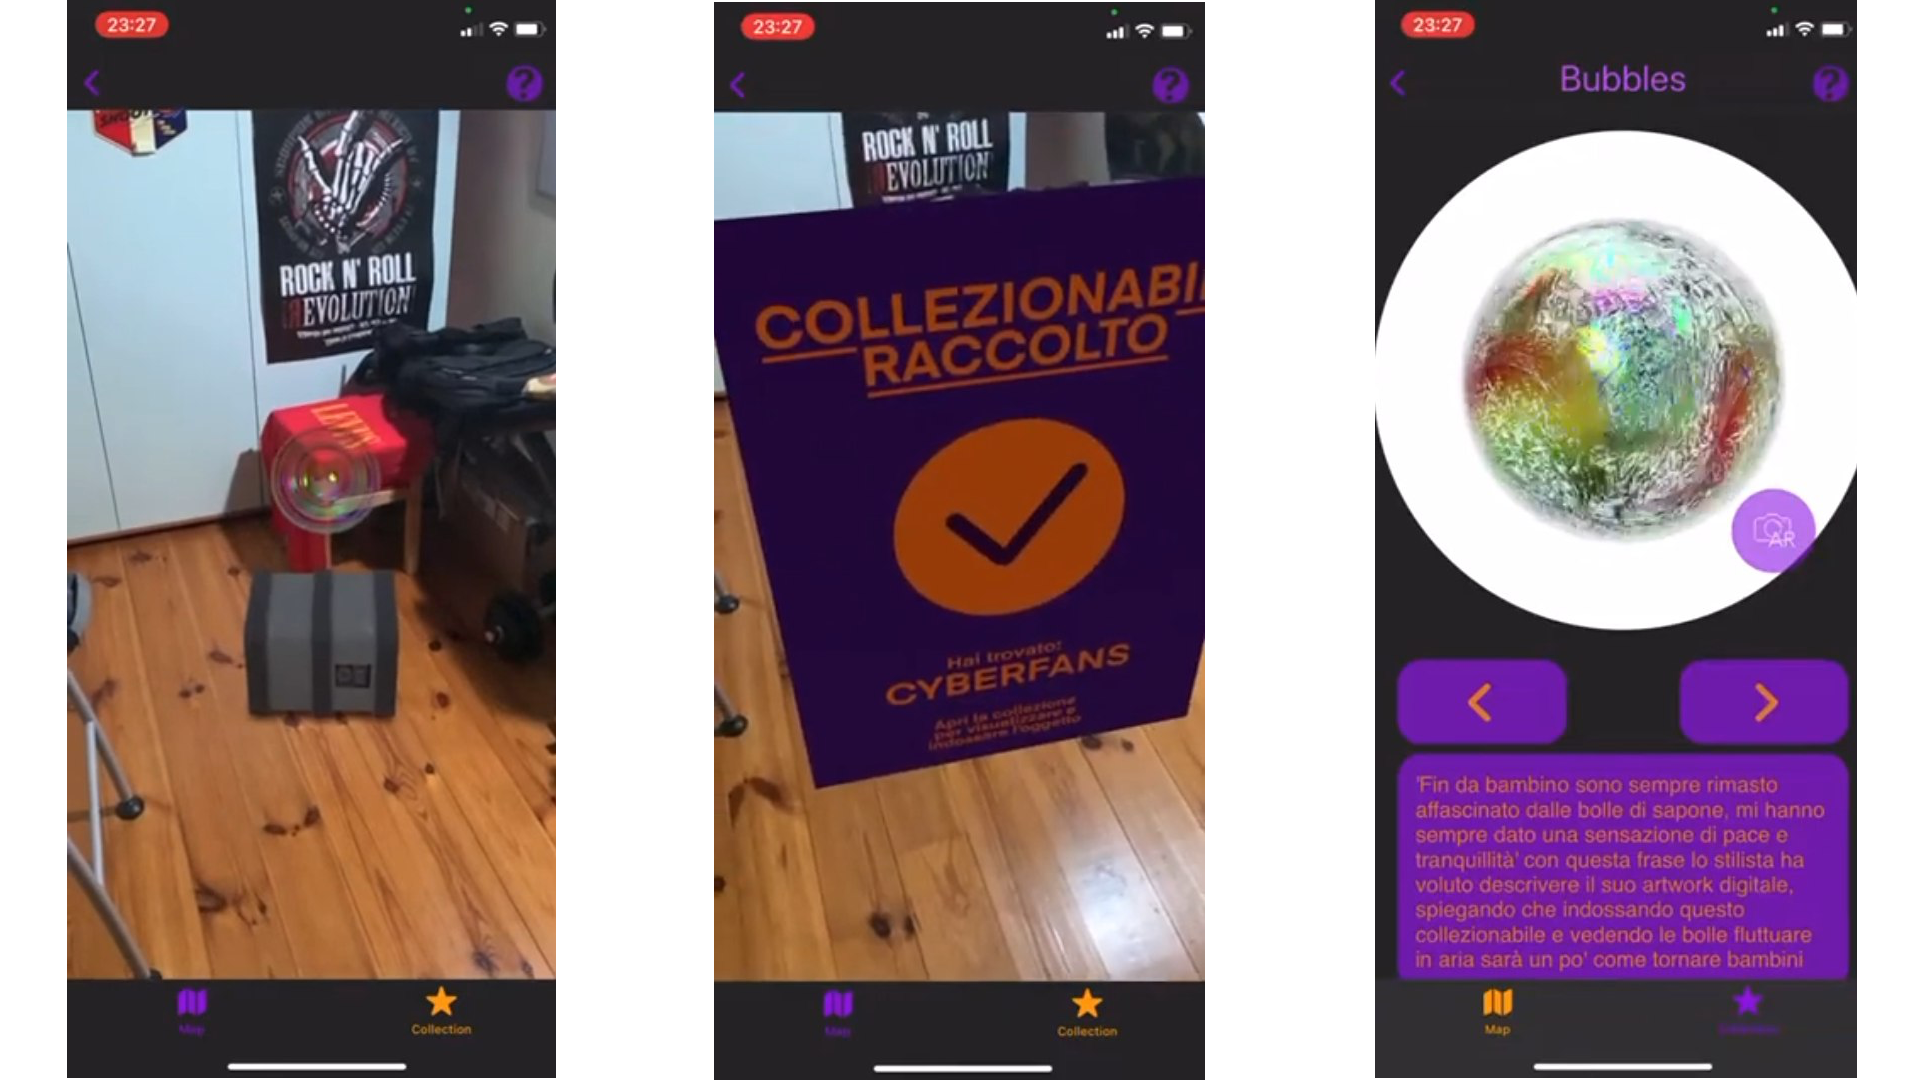 23:27
ROCK N' ROLL
REVOLUTION
LEVI'S
Map
Collection
23:27
ROCK N' ROLL
REVOLUTION
COLLEZIONABI
RACCOLTO
Hai trovato:
CYBERFANS
Apri la collezione
per visualizzare e
indossare l'oggetto
Map
Collection
23:27
Bubbles
AR
'Fin da bambino sono sempre rimasto
affascinato dalle bolle di sapone, mi hanno
sempre dato una sensazione di pace e
tranquillità' con questa frase lo stilista ha
voluto descrivere il suo artwork digitale,
spiegando che indossando questo
collezionabile e vedendo le bolle fluttuare
in aria sarà un po' come tornare bambini
Map
Collection